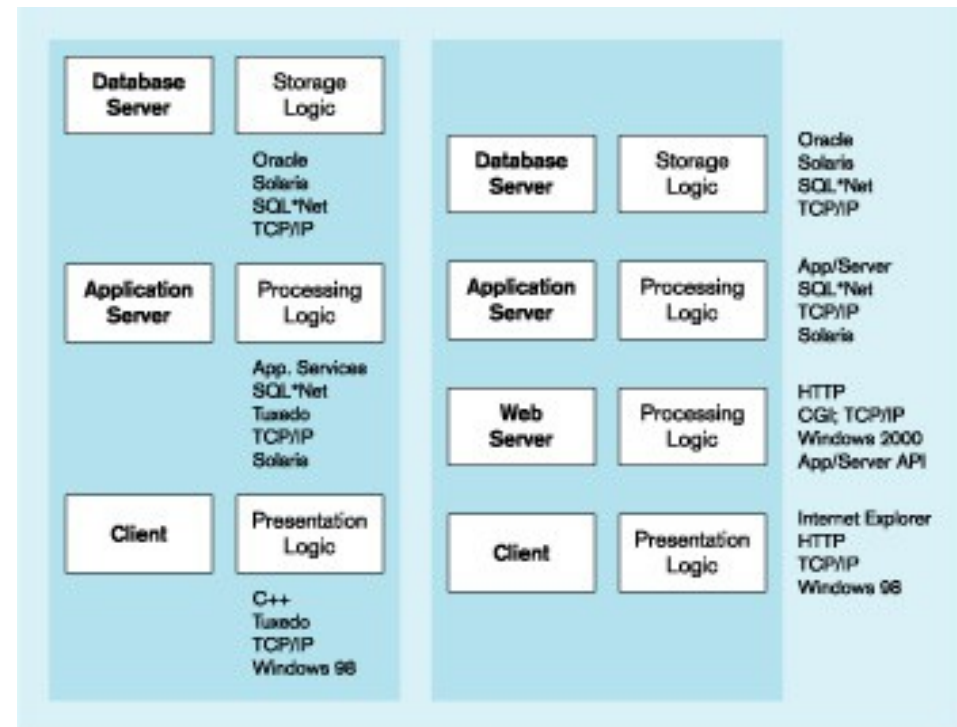 Database
Server
Storage
Logic
Oracle
Solaris
SQL*Net
TCP/IP
Application
Server
Processing
Logic
App. Services
SQL*Net
Tuxedo
TCP/IP
Solaris
Client
Presentation
Logic
C++
Tuxedo
TCP/IP
Windows 98
Database
Server
Storage
Logic
Oracle
Solaris
SQL*Net
TCP/IP
Application
Server
Processing
Logic
App/Server
SQL*Net
TCP/IP
Solaris
Web
Server
Processing
Logic
HTTP
CGI; TCP/IP
Windows 2000
App/Server API
Client
Presentation
Logic
Internet Explorer
HTTP
TCP/IP
Windows 98